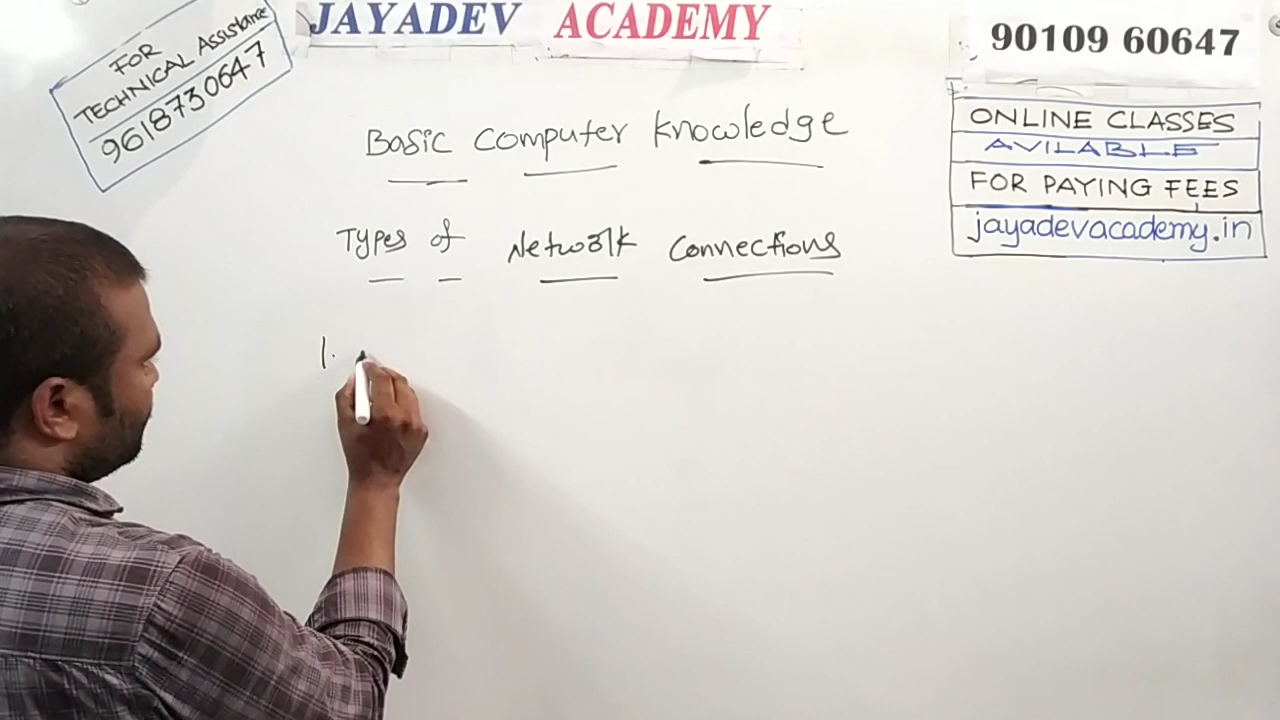 FOR
TECHNICAL Assistance
9618730647
JAYADEV ACADEMY
90109 60647
ONLINE CLASSES
AVILABLE
FOR PAYING FEES
jayadevacademy.in
Basic Computer Knowledge
Types of Network Connections
1.